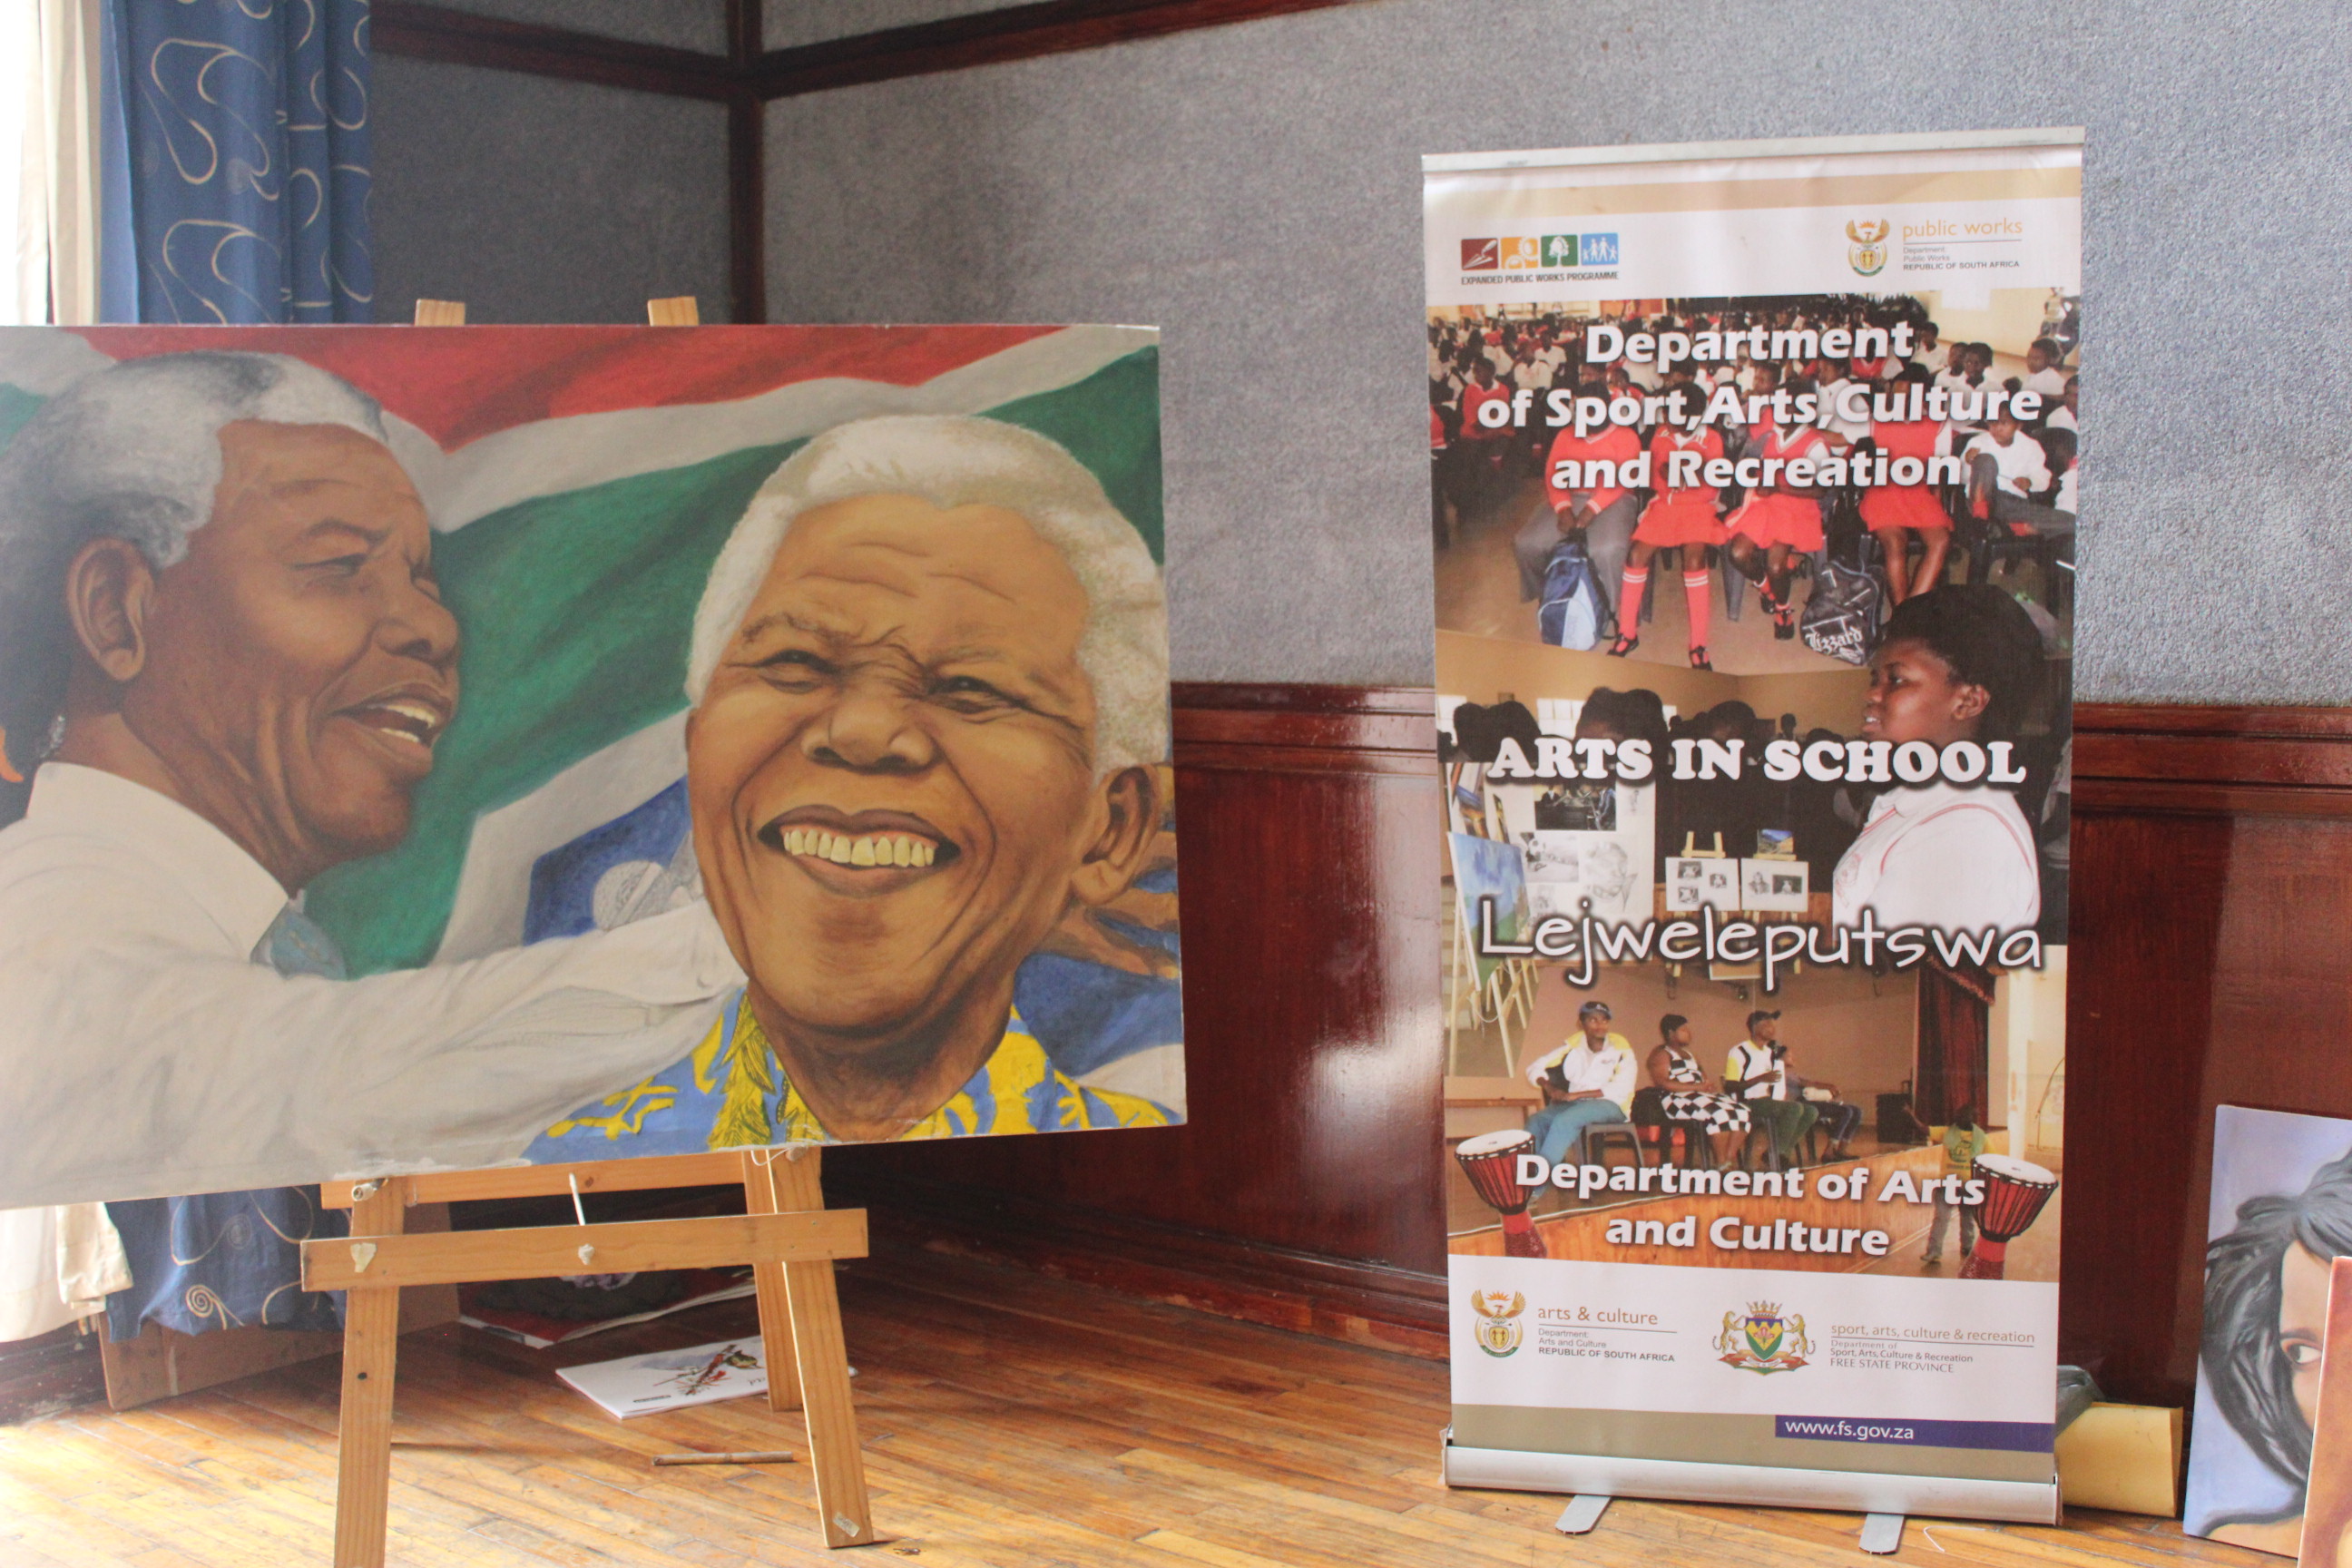 EXPANDED PUBLIC WORKS PROGRAMME
public works
Department:
Public Works
REPUBLIC OF SOUTH AFRICA
Department
of Sport,Arts,Culture
and Recreation
Lizzard
ARTS IN SCHOOL
Lejweleputswa
Department of Arts
and Culture
arts & culture
Department:
Arts and Culture
REPUBLIC OF SOUTH AFRICA
sport, arts, culture & recreation
Department of
Sport, Arts, Culture & Recreation
FREE STATE PROVINCE
www.fs.gov.za